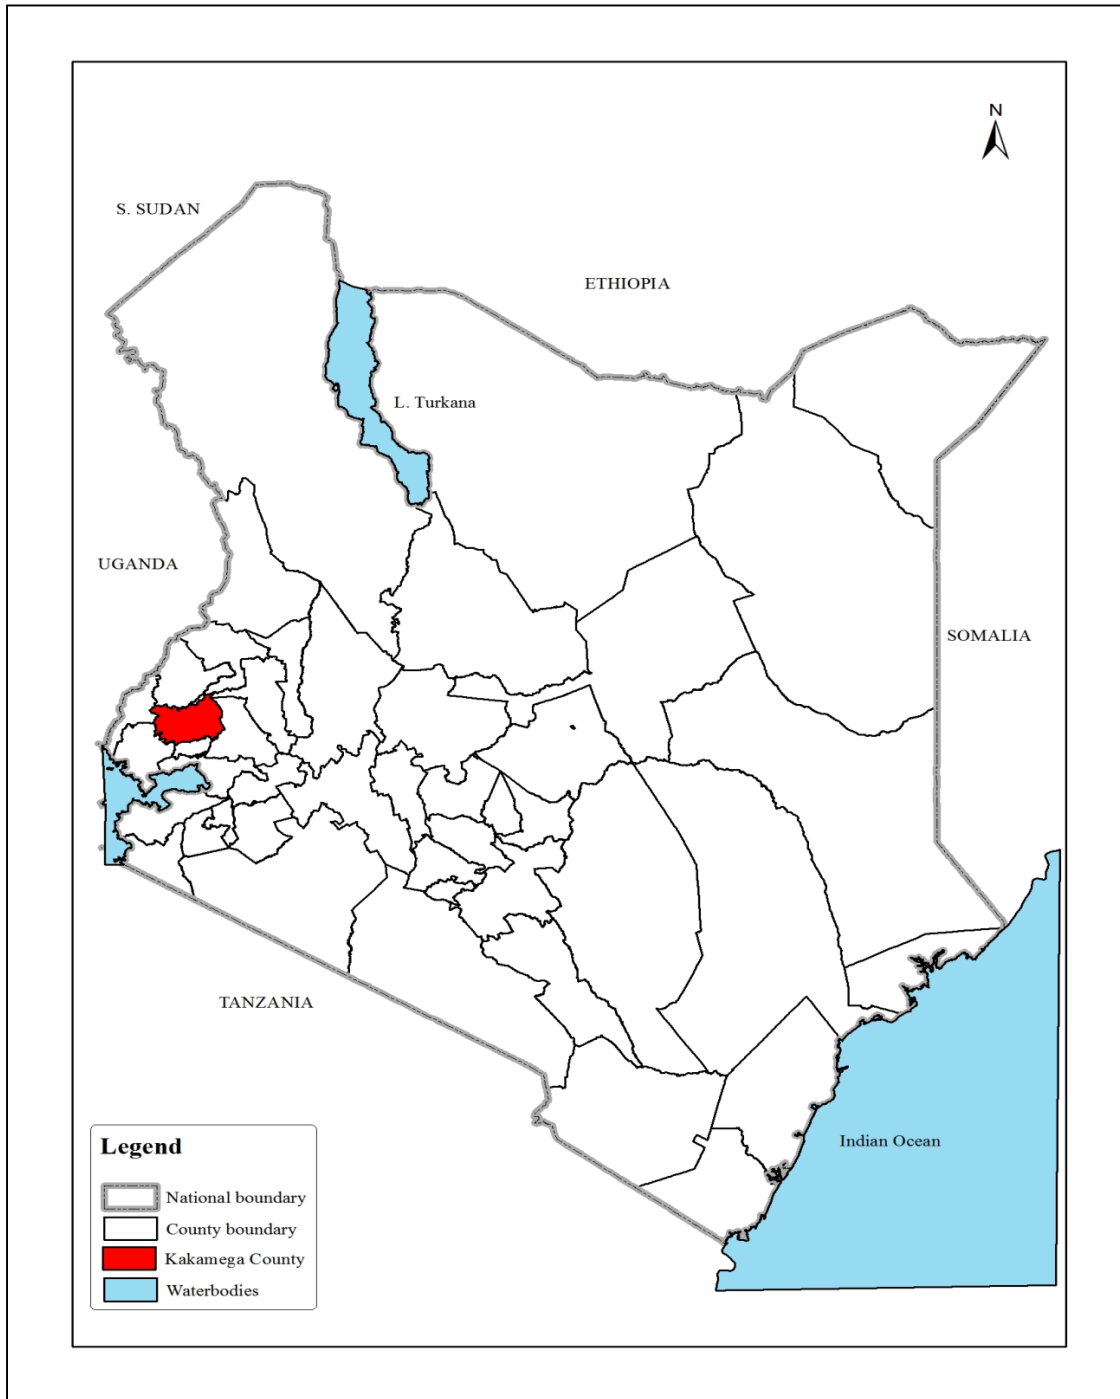 N
S. SUDAN
ETHIOPIA
L. Turkana
UGANDA
SOMALIA
TANZANIA
Indian Ocean
Legend
National boundary
County boundary
Kakamega County
Waterbodies